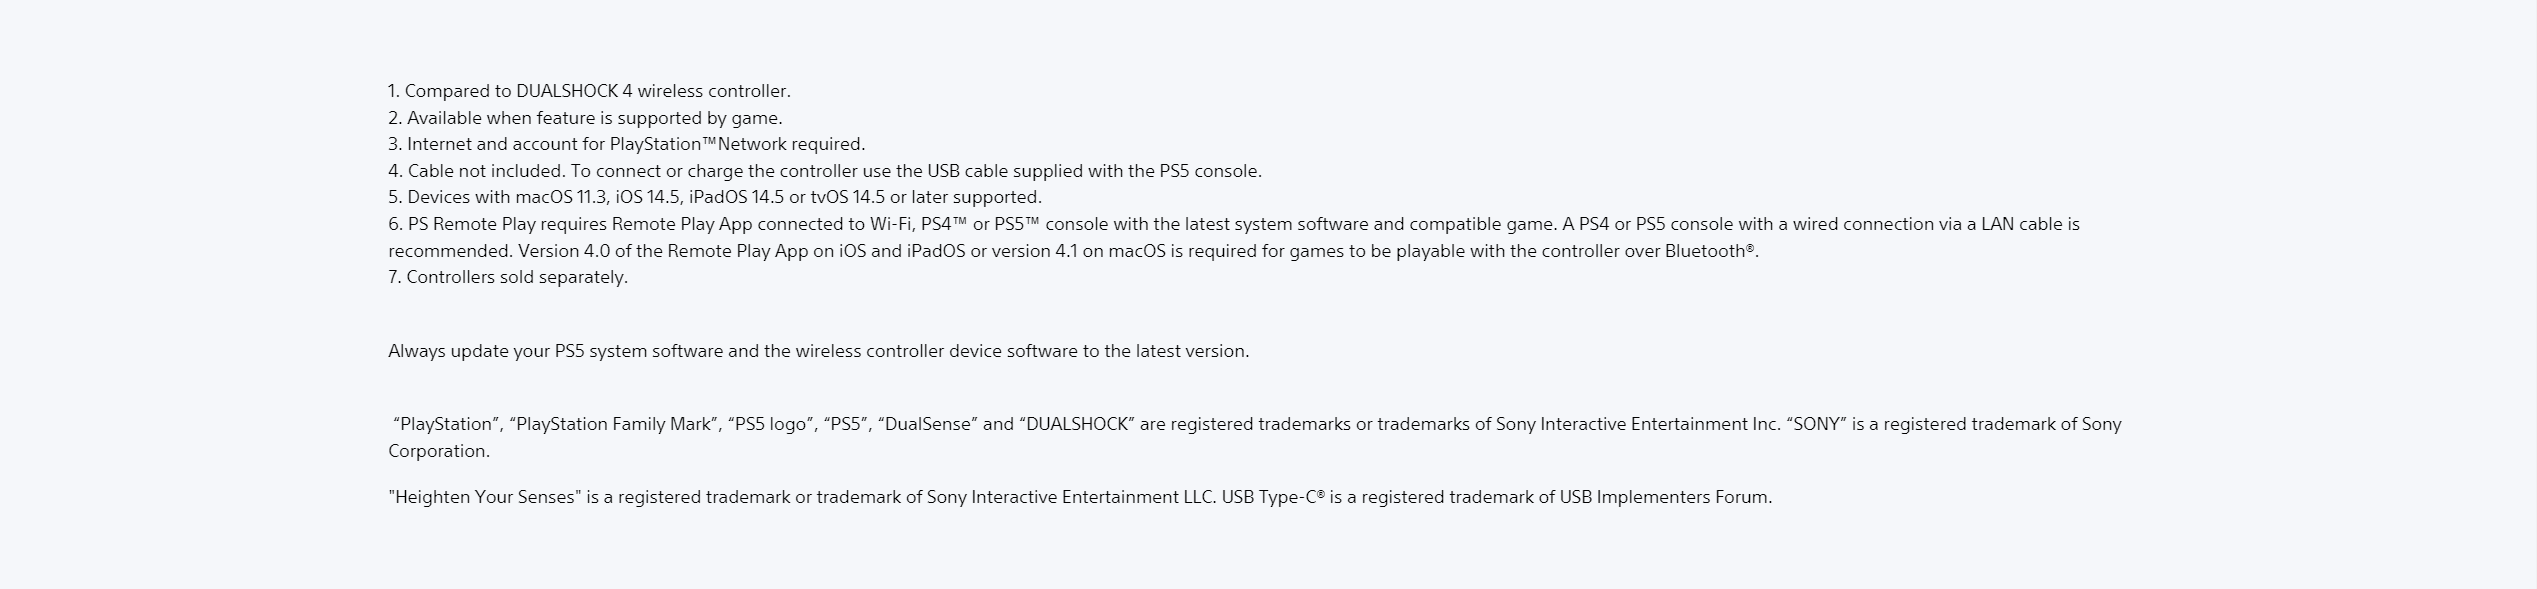 1. Compared to DUALSHOCK 4 wireless controller.
2. Available when feature is supported by game.
3. Internet and account for PlayStation™Network required.
4. Cable not included. To connect or charge the controller use the USB cable supplied with the PS5 console.
5. Devices with macOS 11.3, iOS 14.5, iPadOS 14.5 or tvOS 14.5 or later supported.
6. PS Remote Play requires Remote Play App connected to Wi-Fi, PS4™ or PS5™ console with the latest system software and compatible game. A PS4 or PS5 console with a wired connection via a LAN cable is
recommended. Version 4.0 of the Remote Play App on iOS and iPadOS or version 4.1 on macOS is required for games to be playable with the controller over Bluetooth®.
7. Controllers sold separately.
Always update your PS5 system software and the wireless controller device software to the latest version.
“PlayStation”, “PlayStation Family Mark”, “PS5 logo”, “PS5”, “DualSense” and “DUALSHOCK” are registered trademarks or trademarks of Sony Interactive Entertainment Inc. “SONY” is a registered trademark of Sony
Corporation.
"Heighten Your Senses" is a registered trademark or trademark of Sony Interactive Entertainment LLC. USB Type-C® is a registered trademark of USB Implementers Forum.